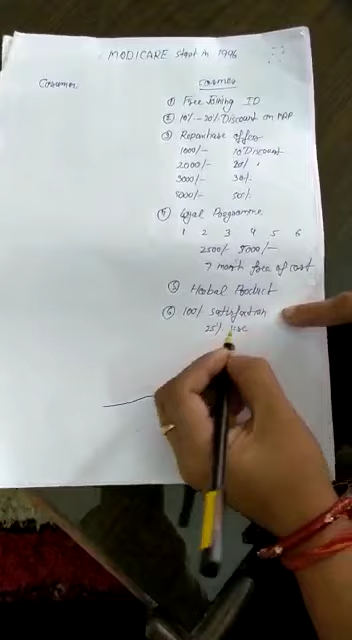 MODICARE start in 1996
Cosumer
Cosmer
① Free Joining ID
② 10%-20% Discount on MRP
③ Repurchase offer
1000/- 10% Discount
2000/- 20% "
3000/- 30%
5000/- 50%
④ Loyal Programme
1 2 3 4 5 6
2500/- 5000/-
7 month free of cost
⑤ Herbal Product
⑥ 100% satisfaction
25% use